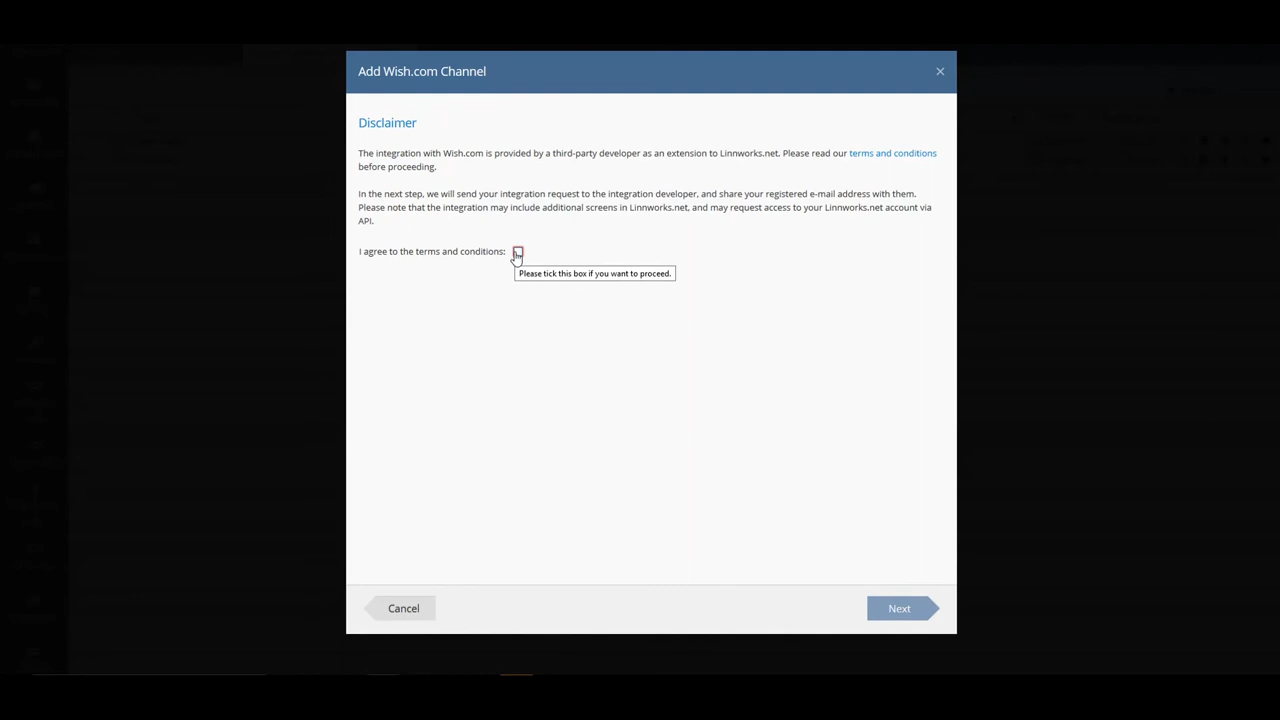 Add Wish.com Channel
Disclaimer
The integration with Wish.com is provided by a third-party developer as an extension to Linnworks.net. Please read our terms and conditions
before proceeding.
In the next step, we will send your integration request to the integration developer, and share your registered e-mail address with them.
Please note that the integration may include additional screens in Linnworks.net, and may request access to your Linnworks.net account via
API.
I agree to the terms and conditions:
Please tick this box if you want to proceed.
Cancel
Next